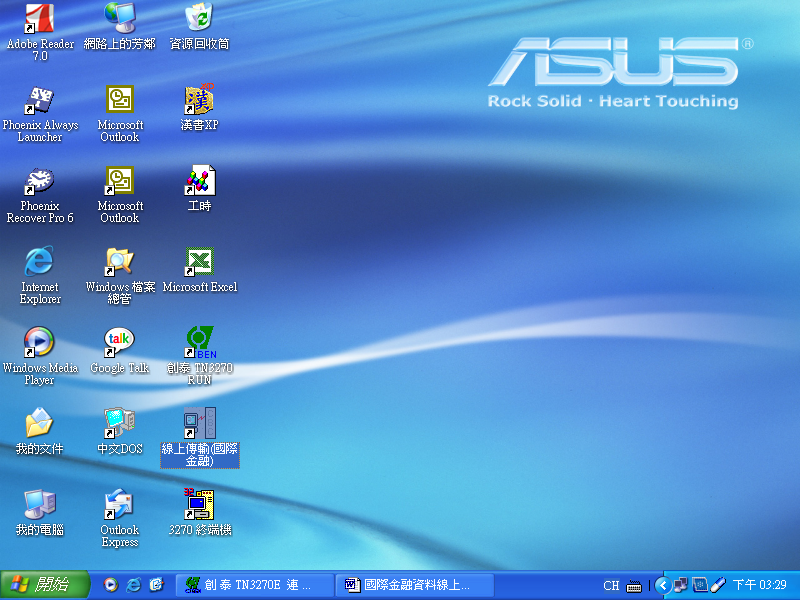 ASUS®
Rock Solid · Heart Touching
Adobe Reader
7.0
網路上的芳鄰
資源回收筒
Phoenix Always
Launcher
Microsoft
Outlook
漢
漢書XP
Phoenix
Recover Pro 6
Microsoft
Outlook
工時
Internet
Explorer
Windows 檔案
總管
Microsoft Excel
Windows Media
Player
talk
Google Talk
BEN
創泰 TN3270
RUN
我的文件
中文DOS
線上傳輸(國際
金融)
我的電腦
Outlook
Express
32
3270 終端機
開始
創 泰 TN3270E 連 ...
國際金融資料線上...
CH
下午 03:29